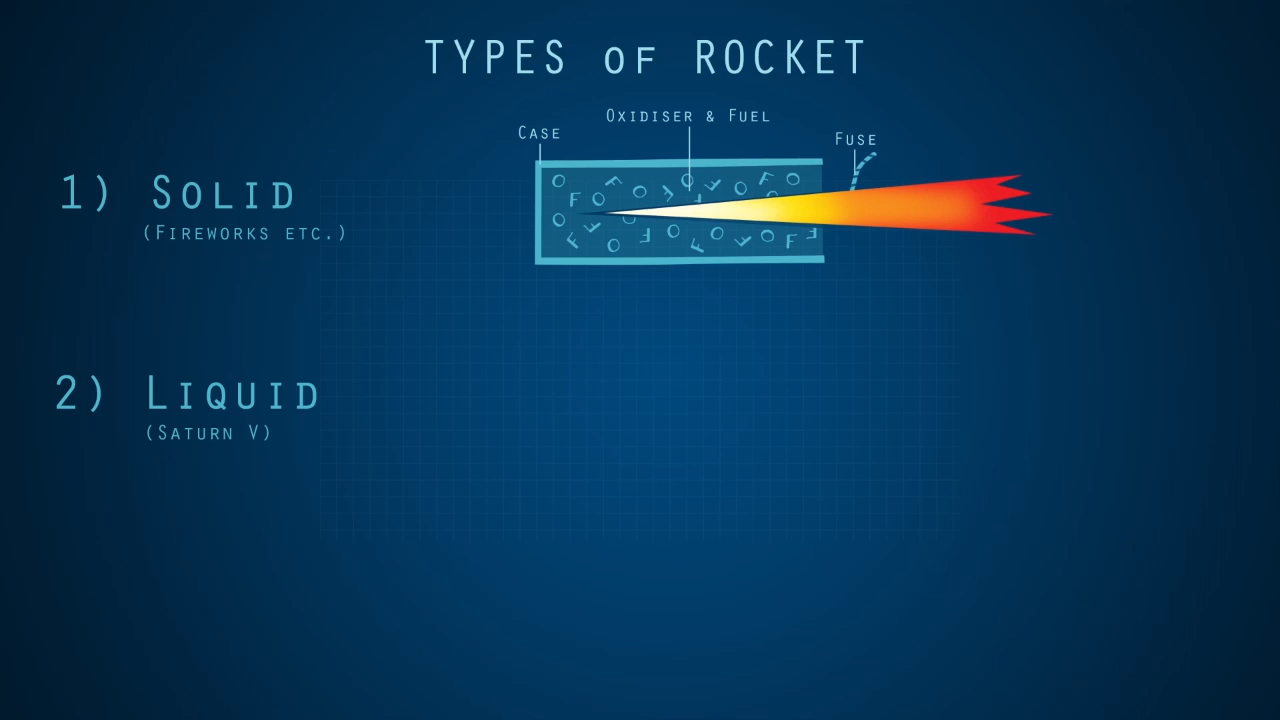 TYPES OF ROCKET
CASE
OXIDISER & FUEL
FUSE
1) SOLID
(FIREWORKS ETC.)
O F O F O F O F O F O
O F F O F O F O F O F F
2) LIQUID
(SATURN V)